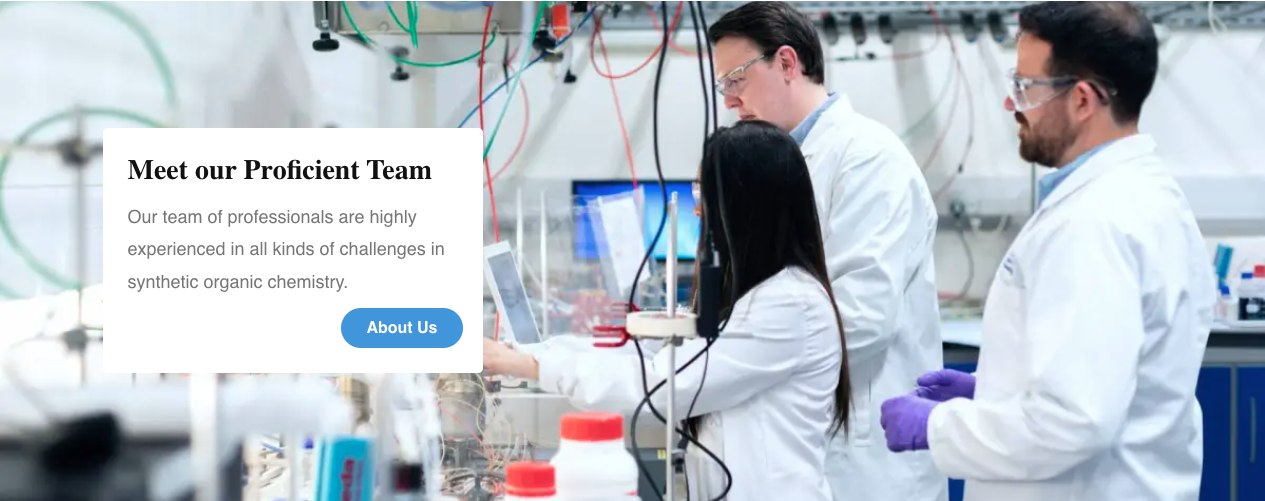 Meet our Proficient Team
Our team of professionals are highly
experienced in all kinds of challenges in
synthetic organic chemistry.
About Us